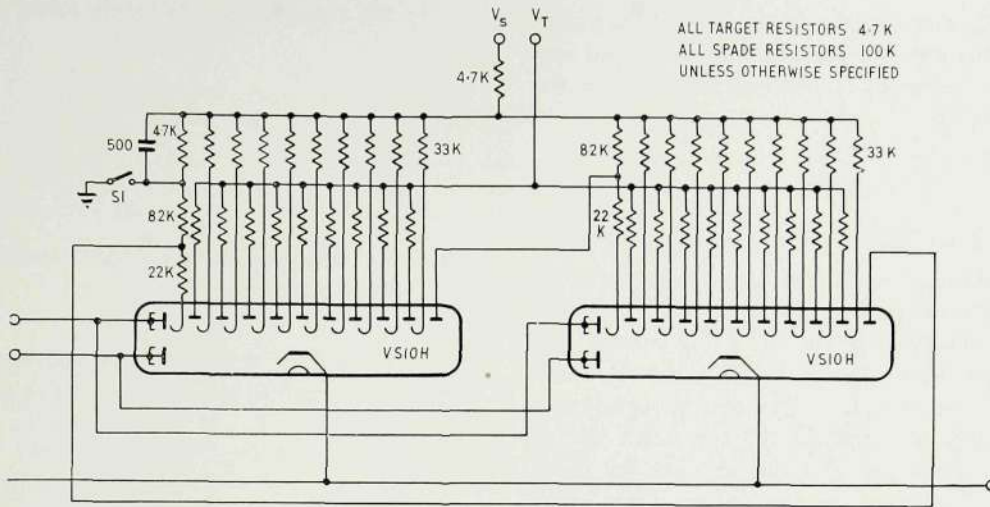 V_S V_T
ALL TARGET RESISTORS 4·7 K
ALL SPADE RESISTORS 100 K
UNLESS OTHERWISE SPECIFIED
4·7K
47K
500
33K
82K
33K
S1
82K
22
K
22K
VS10H
VS10H